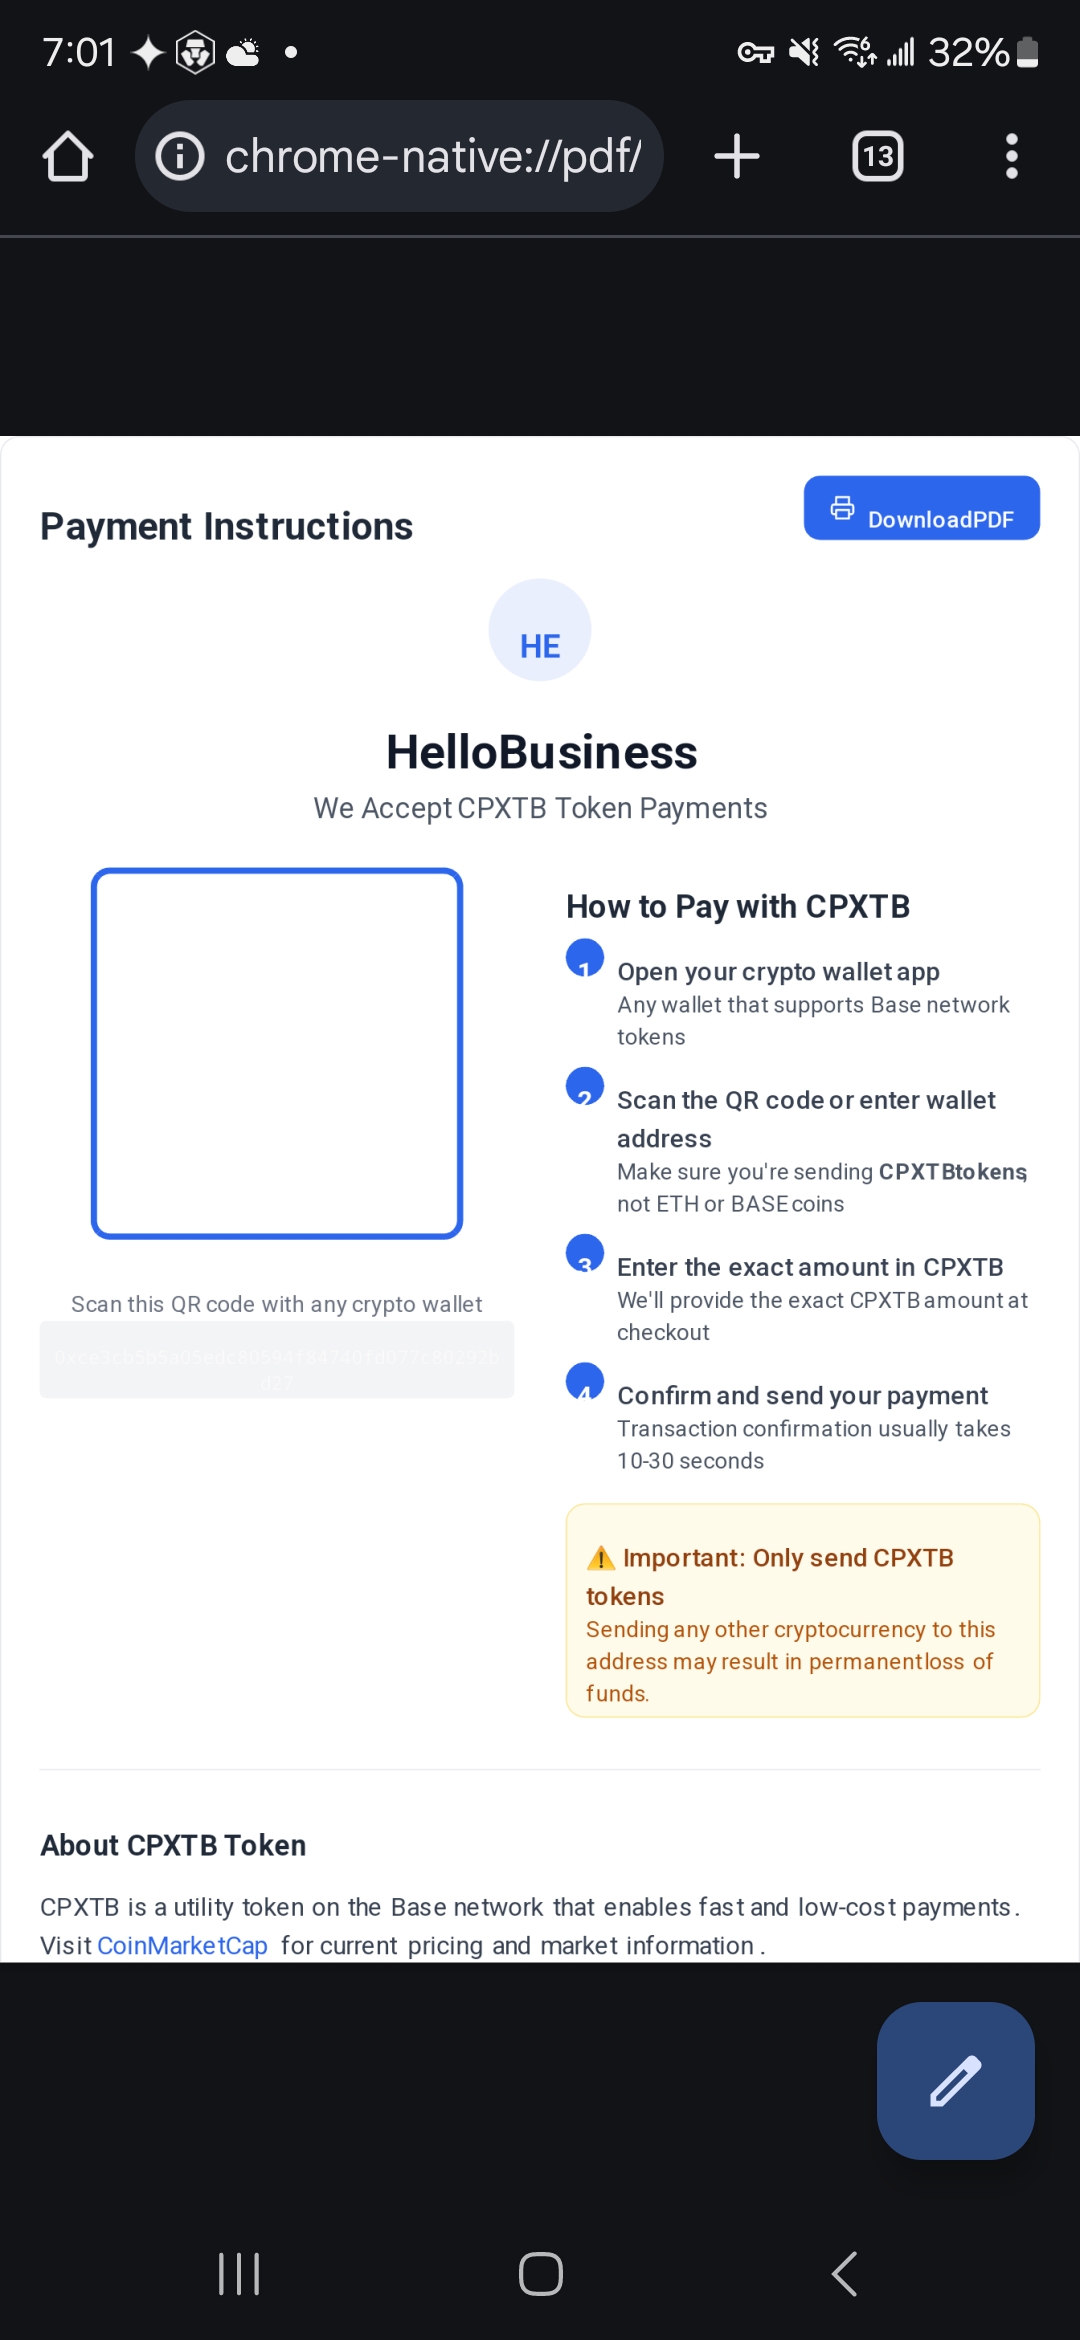 7:01
32%
chrome-native://pdf/
13
Payment Instructions
DownloadPDF
HE
HelloBusiness
We Accept CPXTB Token Payments
Scan this QR code with any crypto wallet
How to Pay with CPXTB
1
Open your crypto wallet app
Any wallet that supports Base network
tokens
2
Scan the QR code or enter wallet
address
Make sure you're sending CPXTBtokens,
not ETH or BASE coins
3
Enter the exact amount in CPXTB
We'll provide the exact CPXTB amount at
checkout
4
Confirm and send your payment
Transaction confirmation usually takes
10-30 seconds
⚠️ Important: Only send CPXTB
tokens
Sending any other cryptocurrency to this
address may result in permanent loss of
funds.
About CPXTB Token
CPXTB is a utility token on the Base network that enables fast and low-cost payments.
Visit CoinMarketCap for current pricing and market information.